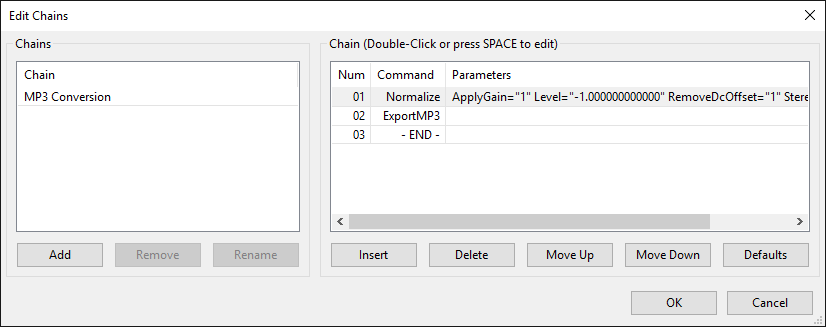 Edit Chains
Chains
Chain
MP3 Conversion
Add Remove Rename
Chain (Double-Click or press SPACE to edit)
Num Command Parameters
01 Normalize ApplyGain="1" Level="-1.000000000000" RemoveDcOffset="1" Stere
02 ExportMP3
03 - END -
Insert Delete Move Up Move Down Defaults
OK Cancel